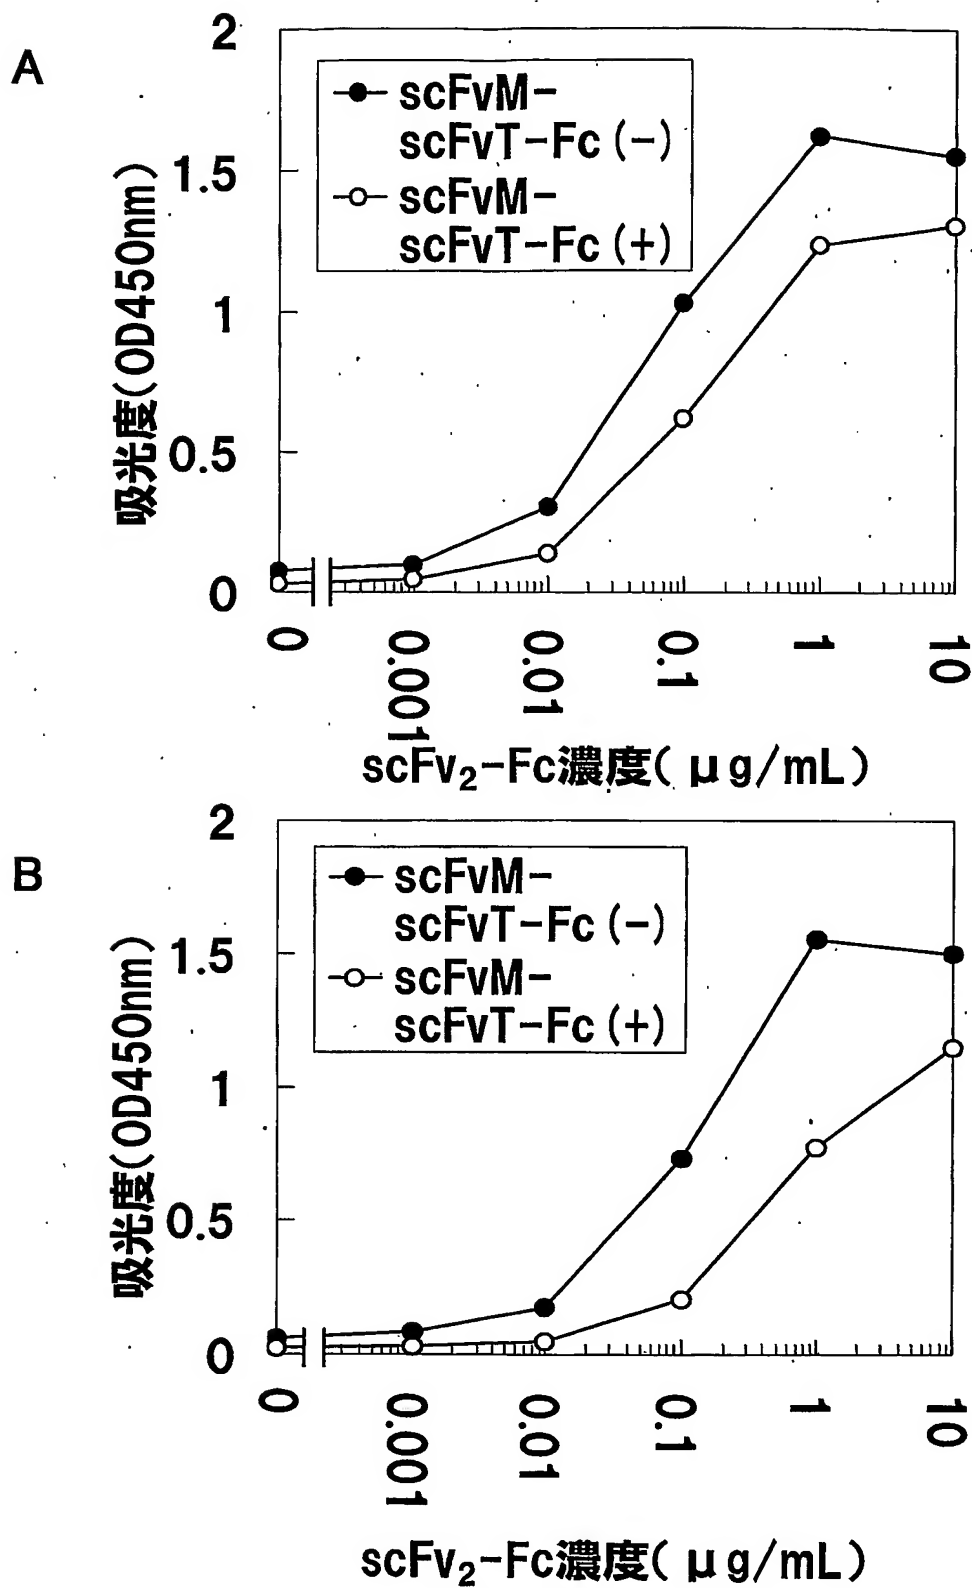 A
2
1.5
1
0.5
0
吸光度(OD450nm)
scFvM-
scFvT-Fc (-)
scFvM-
scFvT-Fc (+)
0
0.001
0.01
0.1
1
10
scFv₂-Fc濃度( μg/mL)
B
2
1.5
1
0.5
0
吸光度(OD450nm)
scFvM-
scFvT-Fc (-)
scFvM-
scFvT-Fc (+)
0
0.001
0.01
0.1
1
10
scFv₂-Fc濃度( μg/mL)